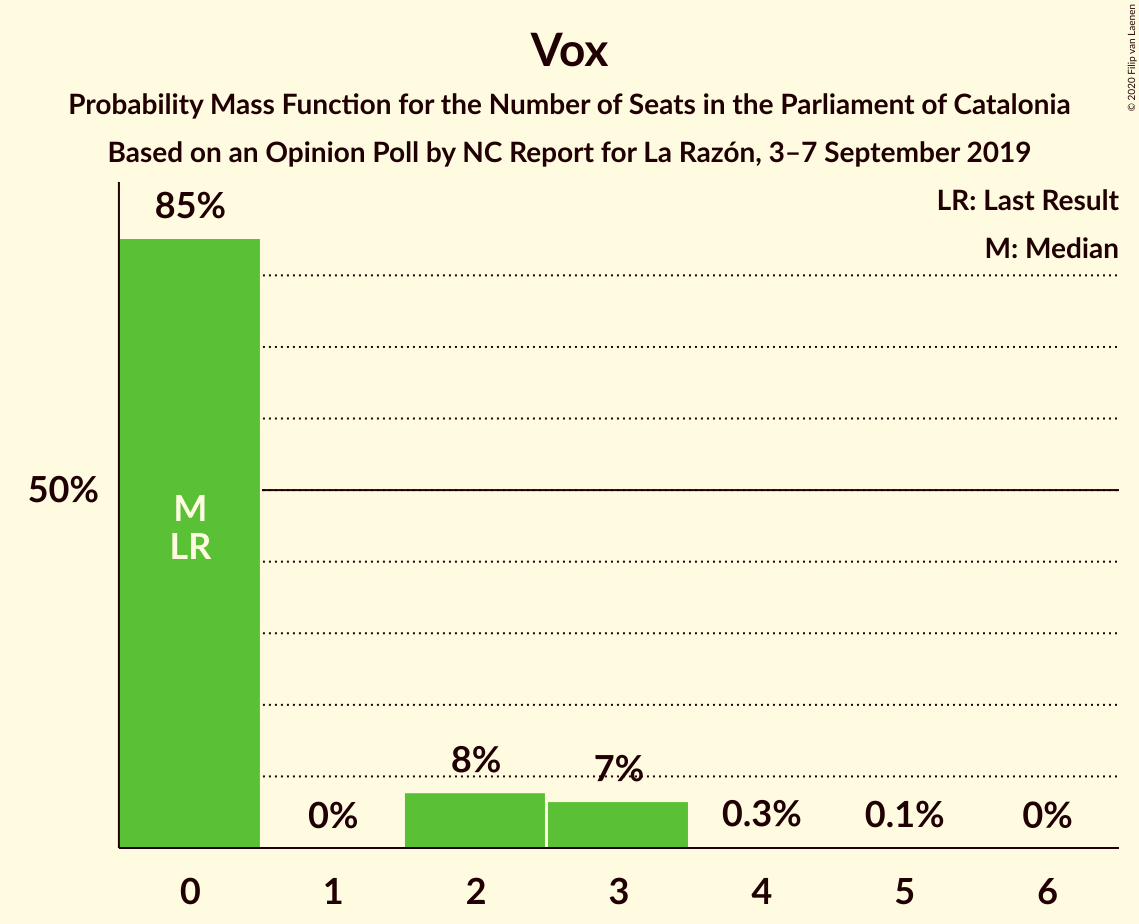 Vox
Probability Mass Function for the Number of Seats in the Parliament of Catalonia
Based on an Opinion Poll by NC Report for La Razón, 3–7 September 2019
© 2020 Filip van Laenen
LR: Last Result
M: Median
85%
50%
M
LR
0%
8%
7%
0.3%
0.1%
0%
0 1 2 3 4 5 6